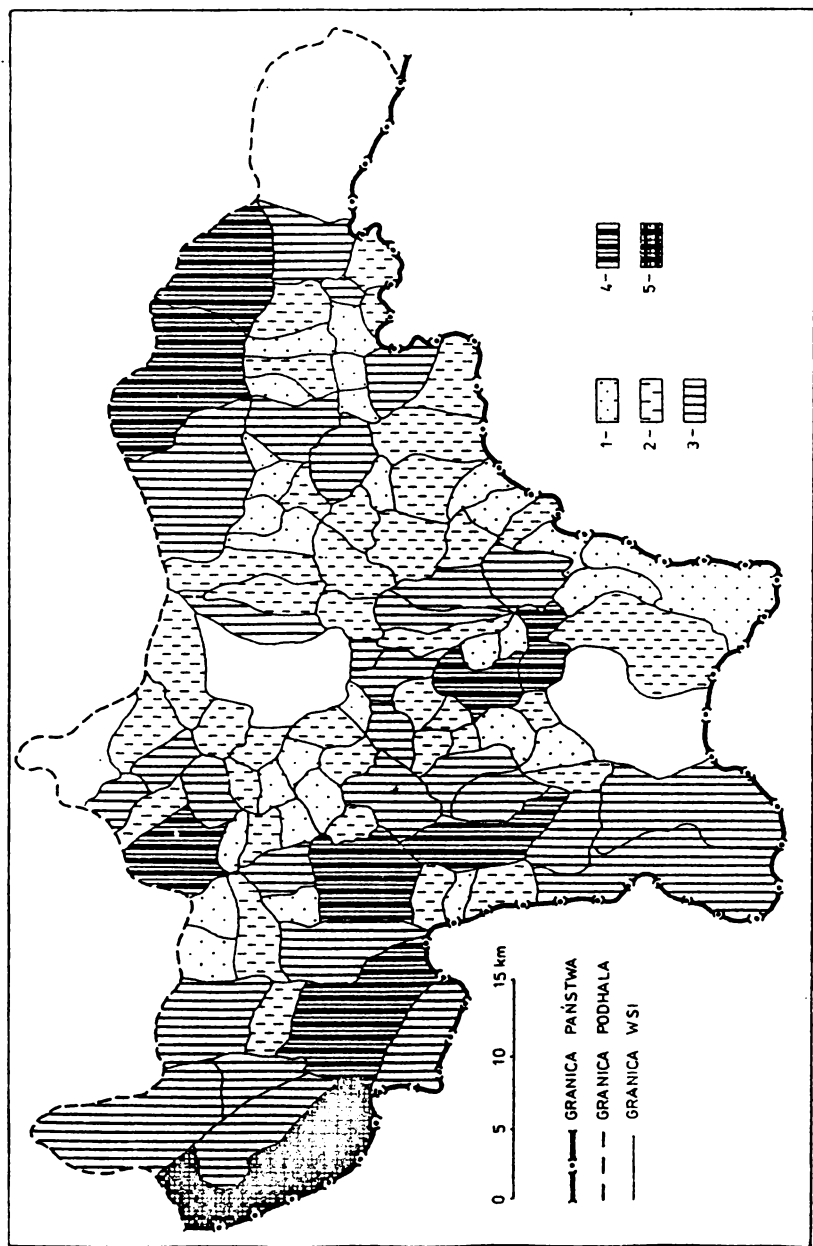 0 5 10 15 km
GRANICA PAŃSTWA
GRANICA PODHALA
GRANICA WSI
1-
2-
3-
4-
5-